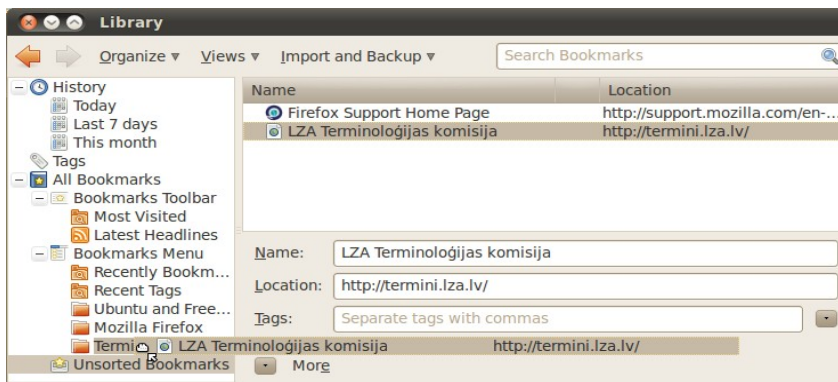 Library
Organize Views Import and Backup Search Bookmarks
History
Today
Last 7 days
This month
Tags
All Bookmarks
Bookmarks Toolbar
Most Visited
Latest Headlines
Bookmarks Menu
Recently Bookm...
Recent Tags
Ubuntu and Free...
Mozilla Firefox
Unsorted Bookmarks
Name Location
Firefox Support Home Page http://support.mozilla.com/en-...
LZA Terminoloģijas komisija http://termini.lza.lv/
Name: LZA Terminoloģijas komisija
Location: http://termini.lza.lv/
Tags: Separate tags with commas
LZA Terminoloģijas komisija http://termini.lza.lv/
More